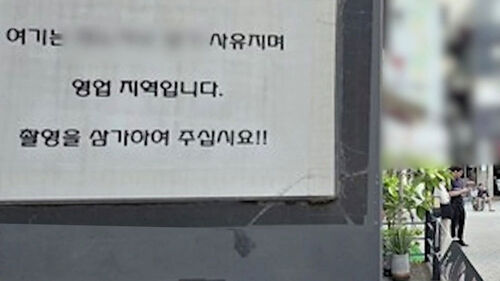 여기는 사유지며
영업 지역입니다.
촬영을 삼가하여 주십시요!!